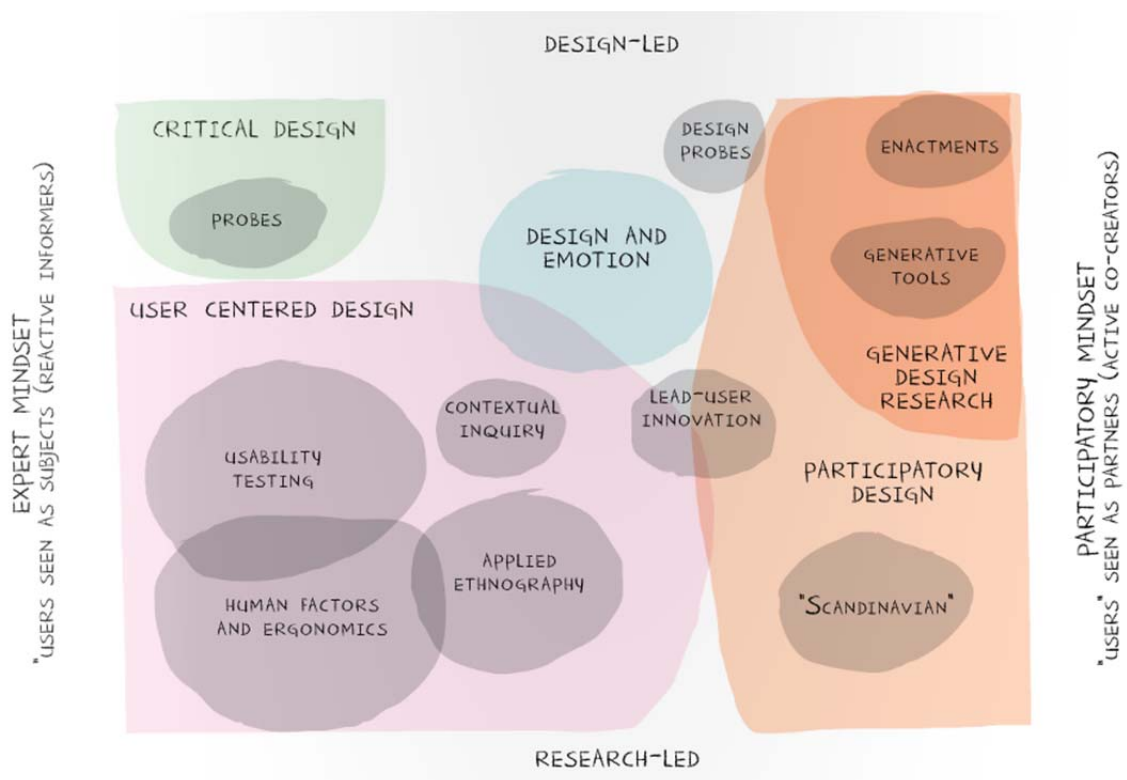 DESIGN-LED
CRITICAL DESIGN
PROBES
DESIGN
PROBES
ENACTMENTS
DESIGN AND
EMOTION
GENERATIVE
TOOLS
USER CENTERED DESIGN
GENERATIVE
DESIGN
RESEARCH
CONTEXTUAL
INQUIRY
LEAD-USER
INNOVATION
USABILITY
TESTING
PARTICIPATORY
DESIGN
APPLIED
ETHNOGRAPHY
HUMAN FACTORS
AND ERGONOMICS
"SCANDINAVIAN"
RESEARCH-LED
EXPERT MINDSET
"USERS SEEN AS SUBJECTS (REACTIVE INFORMERS)
PARTICIPATORY MINDSET
"USERS" SEEN AS PARTNERS (ACTIVE CO-CREATORS)